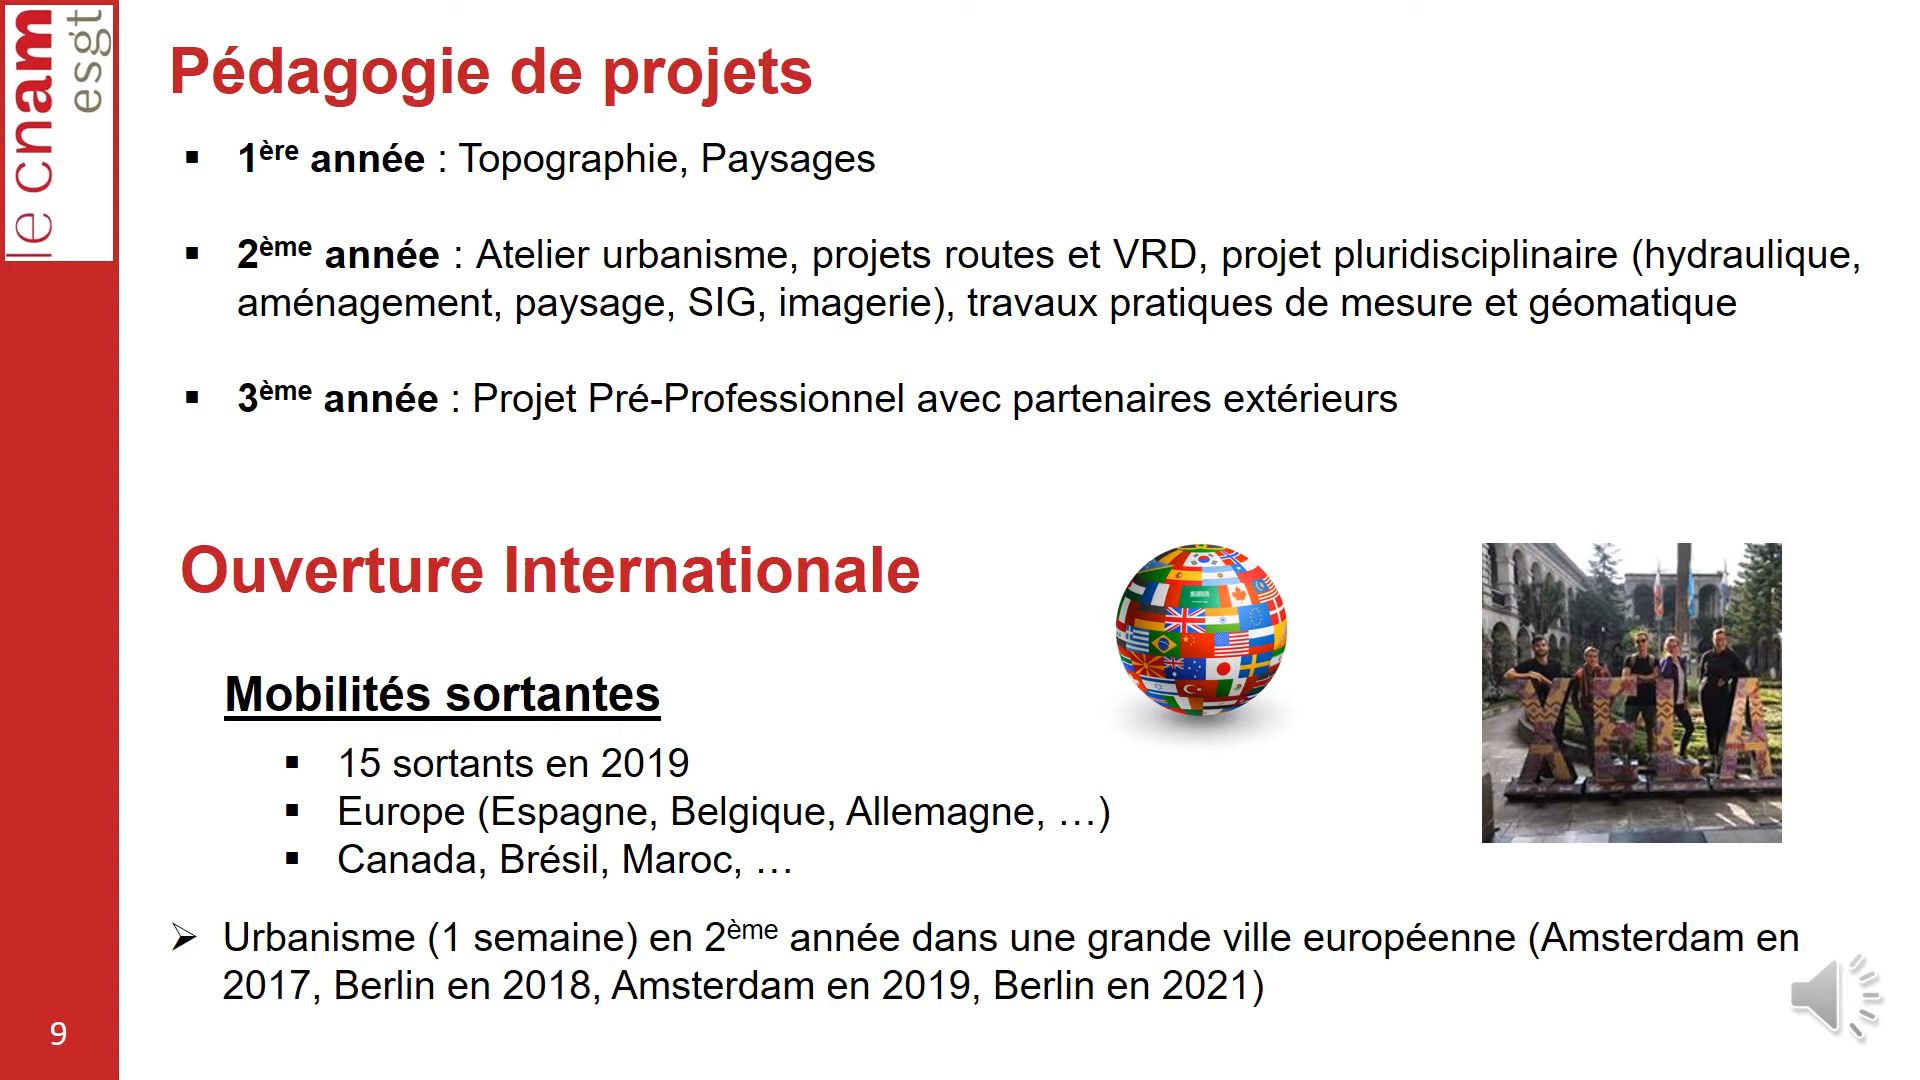 le cnam
esgt
Pédagogie de projets
▪ 1ère année : Topographie, Paysages
▪ 2ème année : Atelier urbanisme, projets routes et VRD, projet pluridisciplinaire (hydraulique,
aménagement, paysage, SIG, imagerie), travaux pratiques de mesure et géomatique
▪ 3ème année : Projet Pré-Professionnel avec partenaires extérieurs
Ouverture Internationale
XELA
Mobilités sortantes
▪ 15 sortants en 2019
▪ Europe (Espagne, Belgique, Allemagne, …)
▪ Canada, Brésil, Maroc, …
➢ Urbanisme (1 semaine) en 2ème année dans une grande ville européenne (Amsterdam en
2017, Berlin en 2018, Amsterdam en 2019, Berlin en 2021)
9